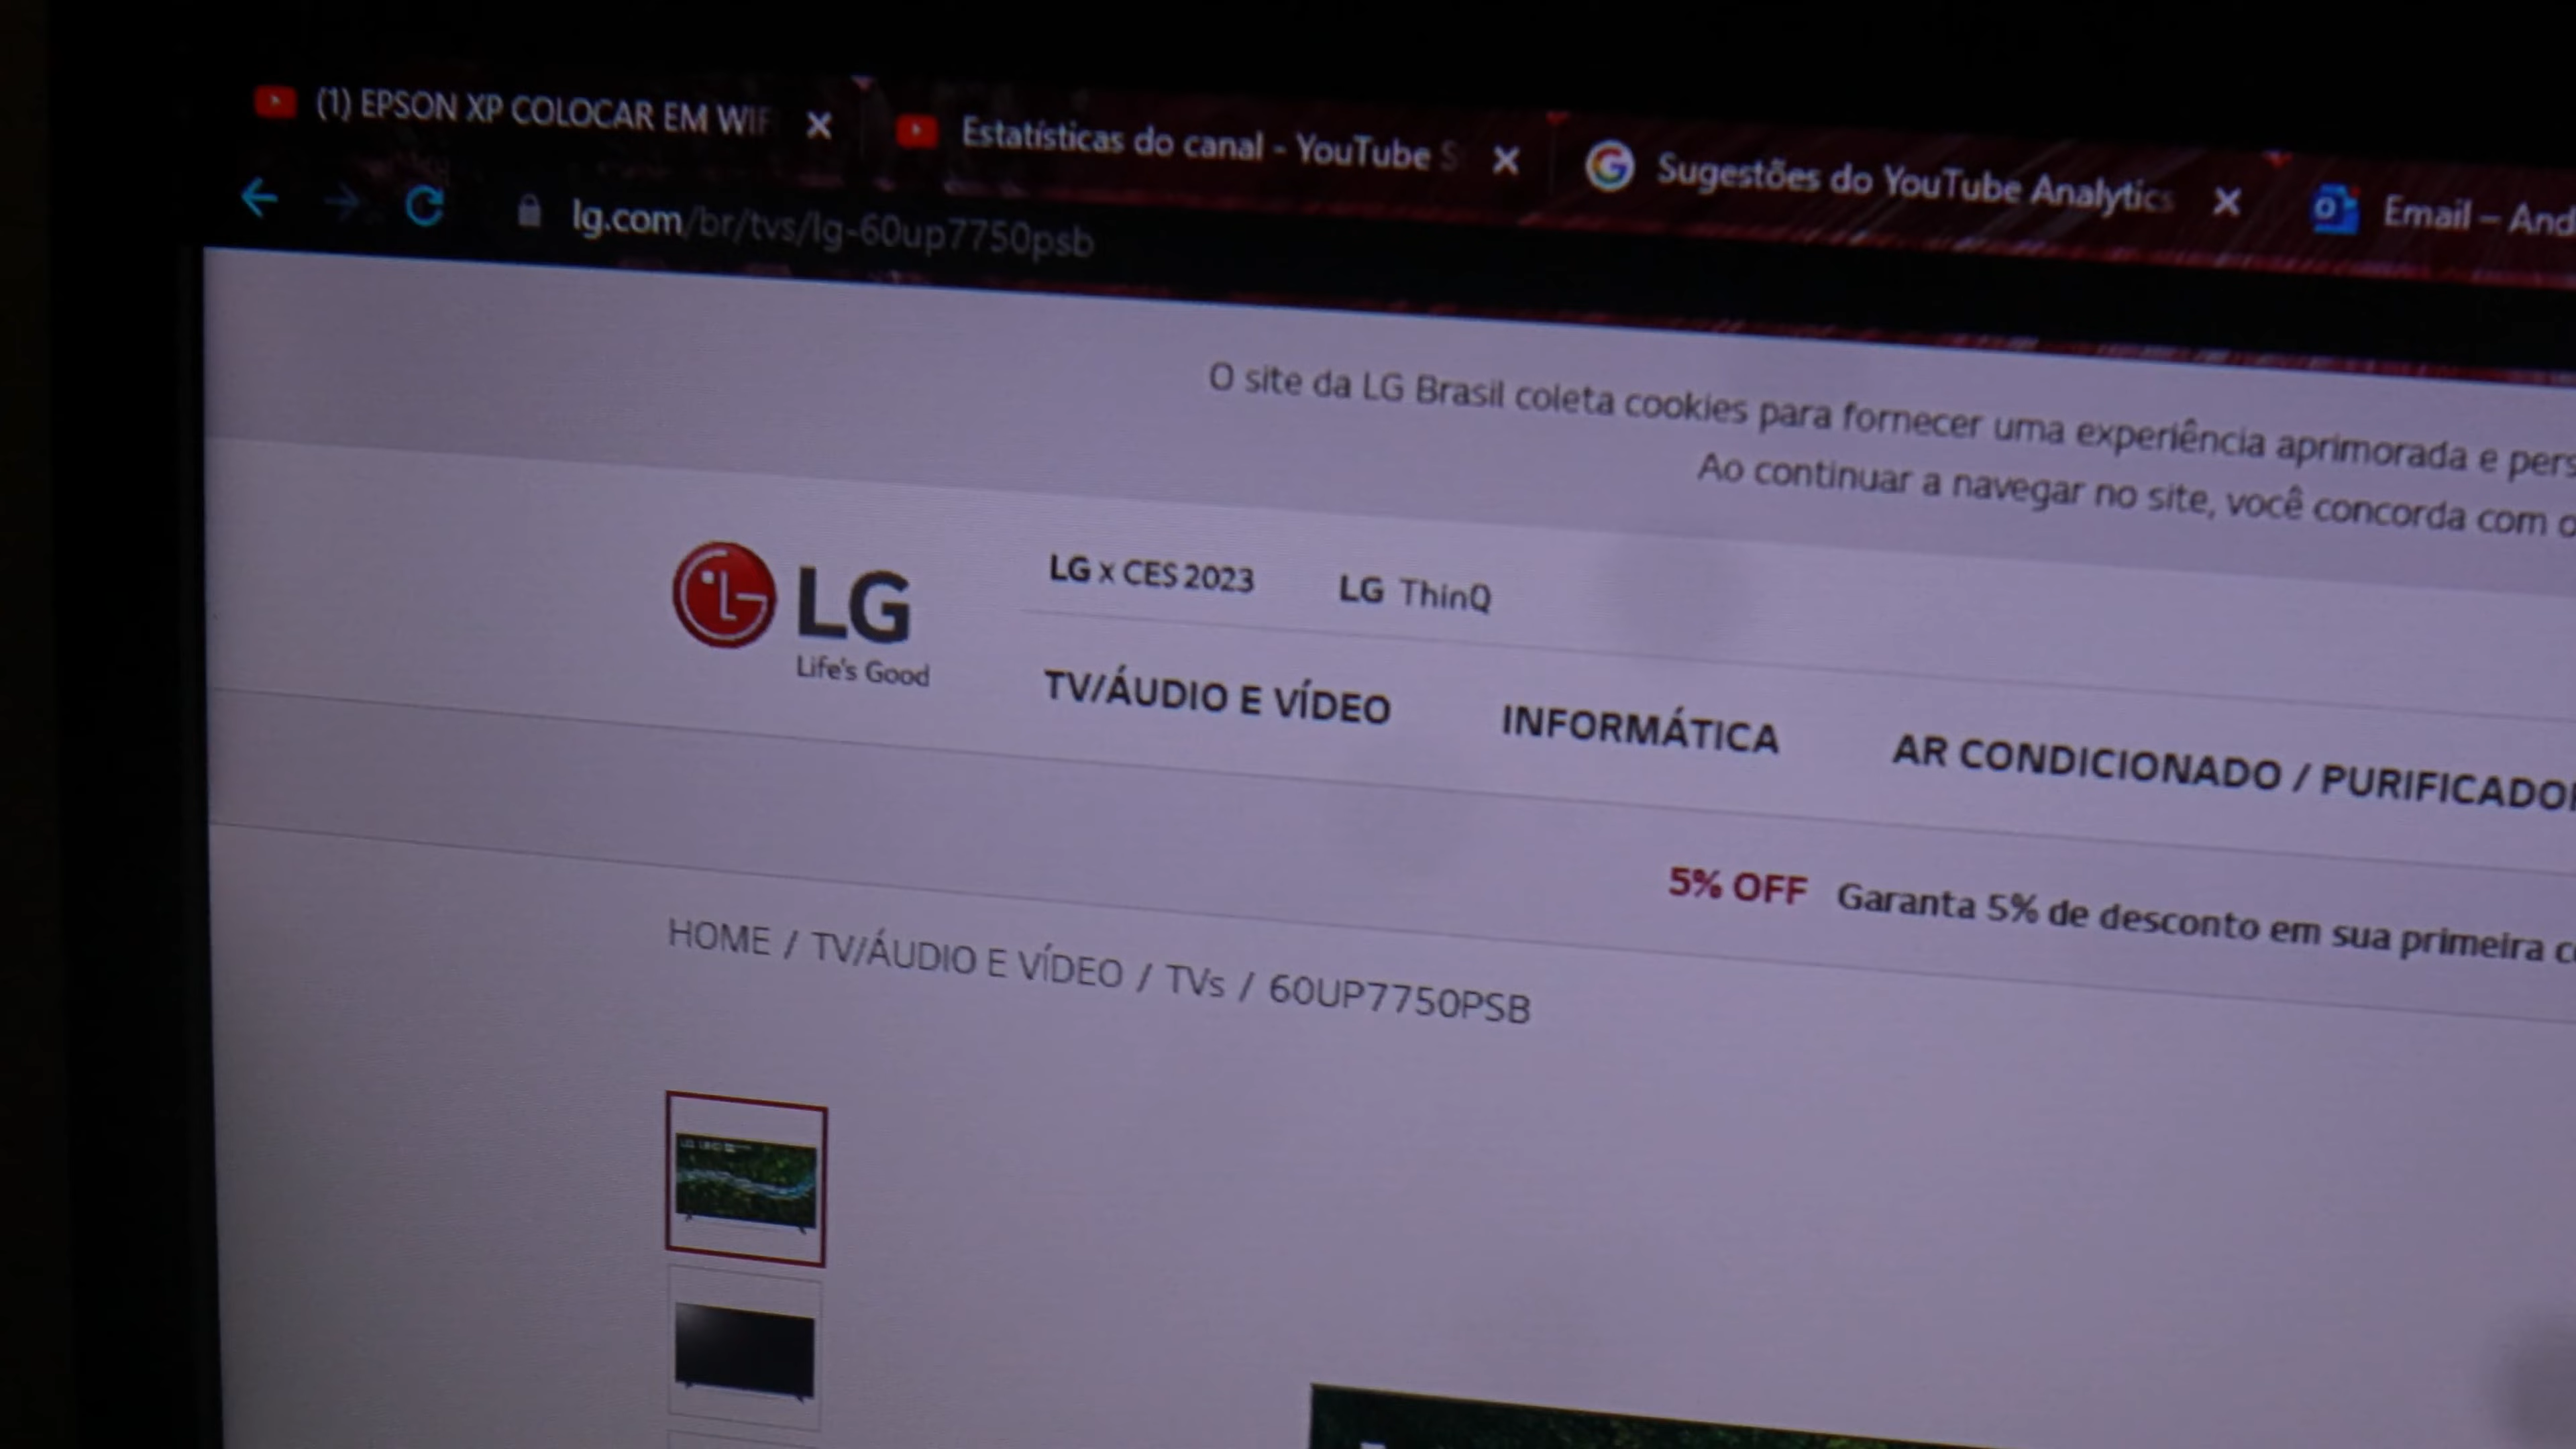 (1) EPSON XP COLOCAR EM WIF
Estatísticas do canal - YouTube S
Sugestões do YouTube Analytics
Email – And
lg.com/br/tvs/lg-60up7750psb
O site da LG Brasil coleta cookies para fornecer uma experiência aprimorada e pers
Ao continuar a navegar no site, você concorda com o
LG
Life's Good
LG x CES 2023
LG ThinQ
TV/ÁUDIO E VÍDEO
INFORMÁTICA
AR CONDICIONADO / PURIFICADOR
5% OFF Garanta 5% de desconto em sua primeira co
HOME / TV/ÁUDIO E VÍDEO / TVs / 60UP7750PSB